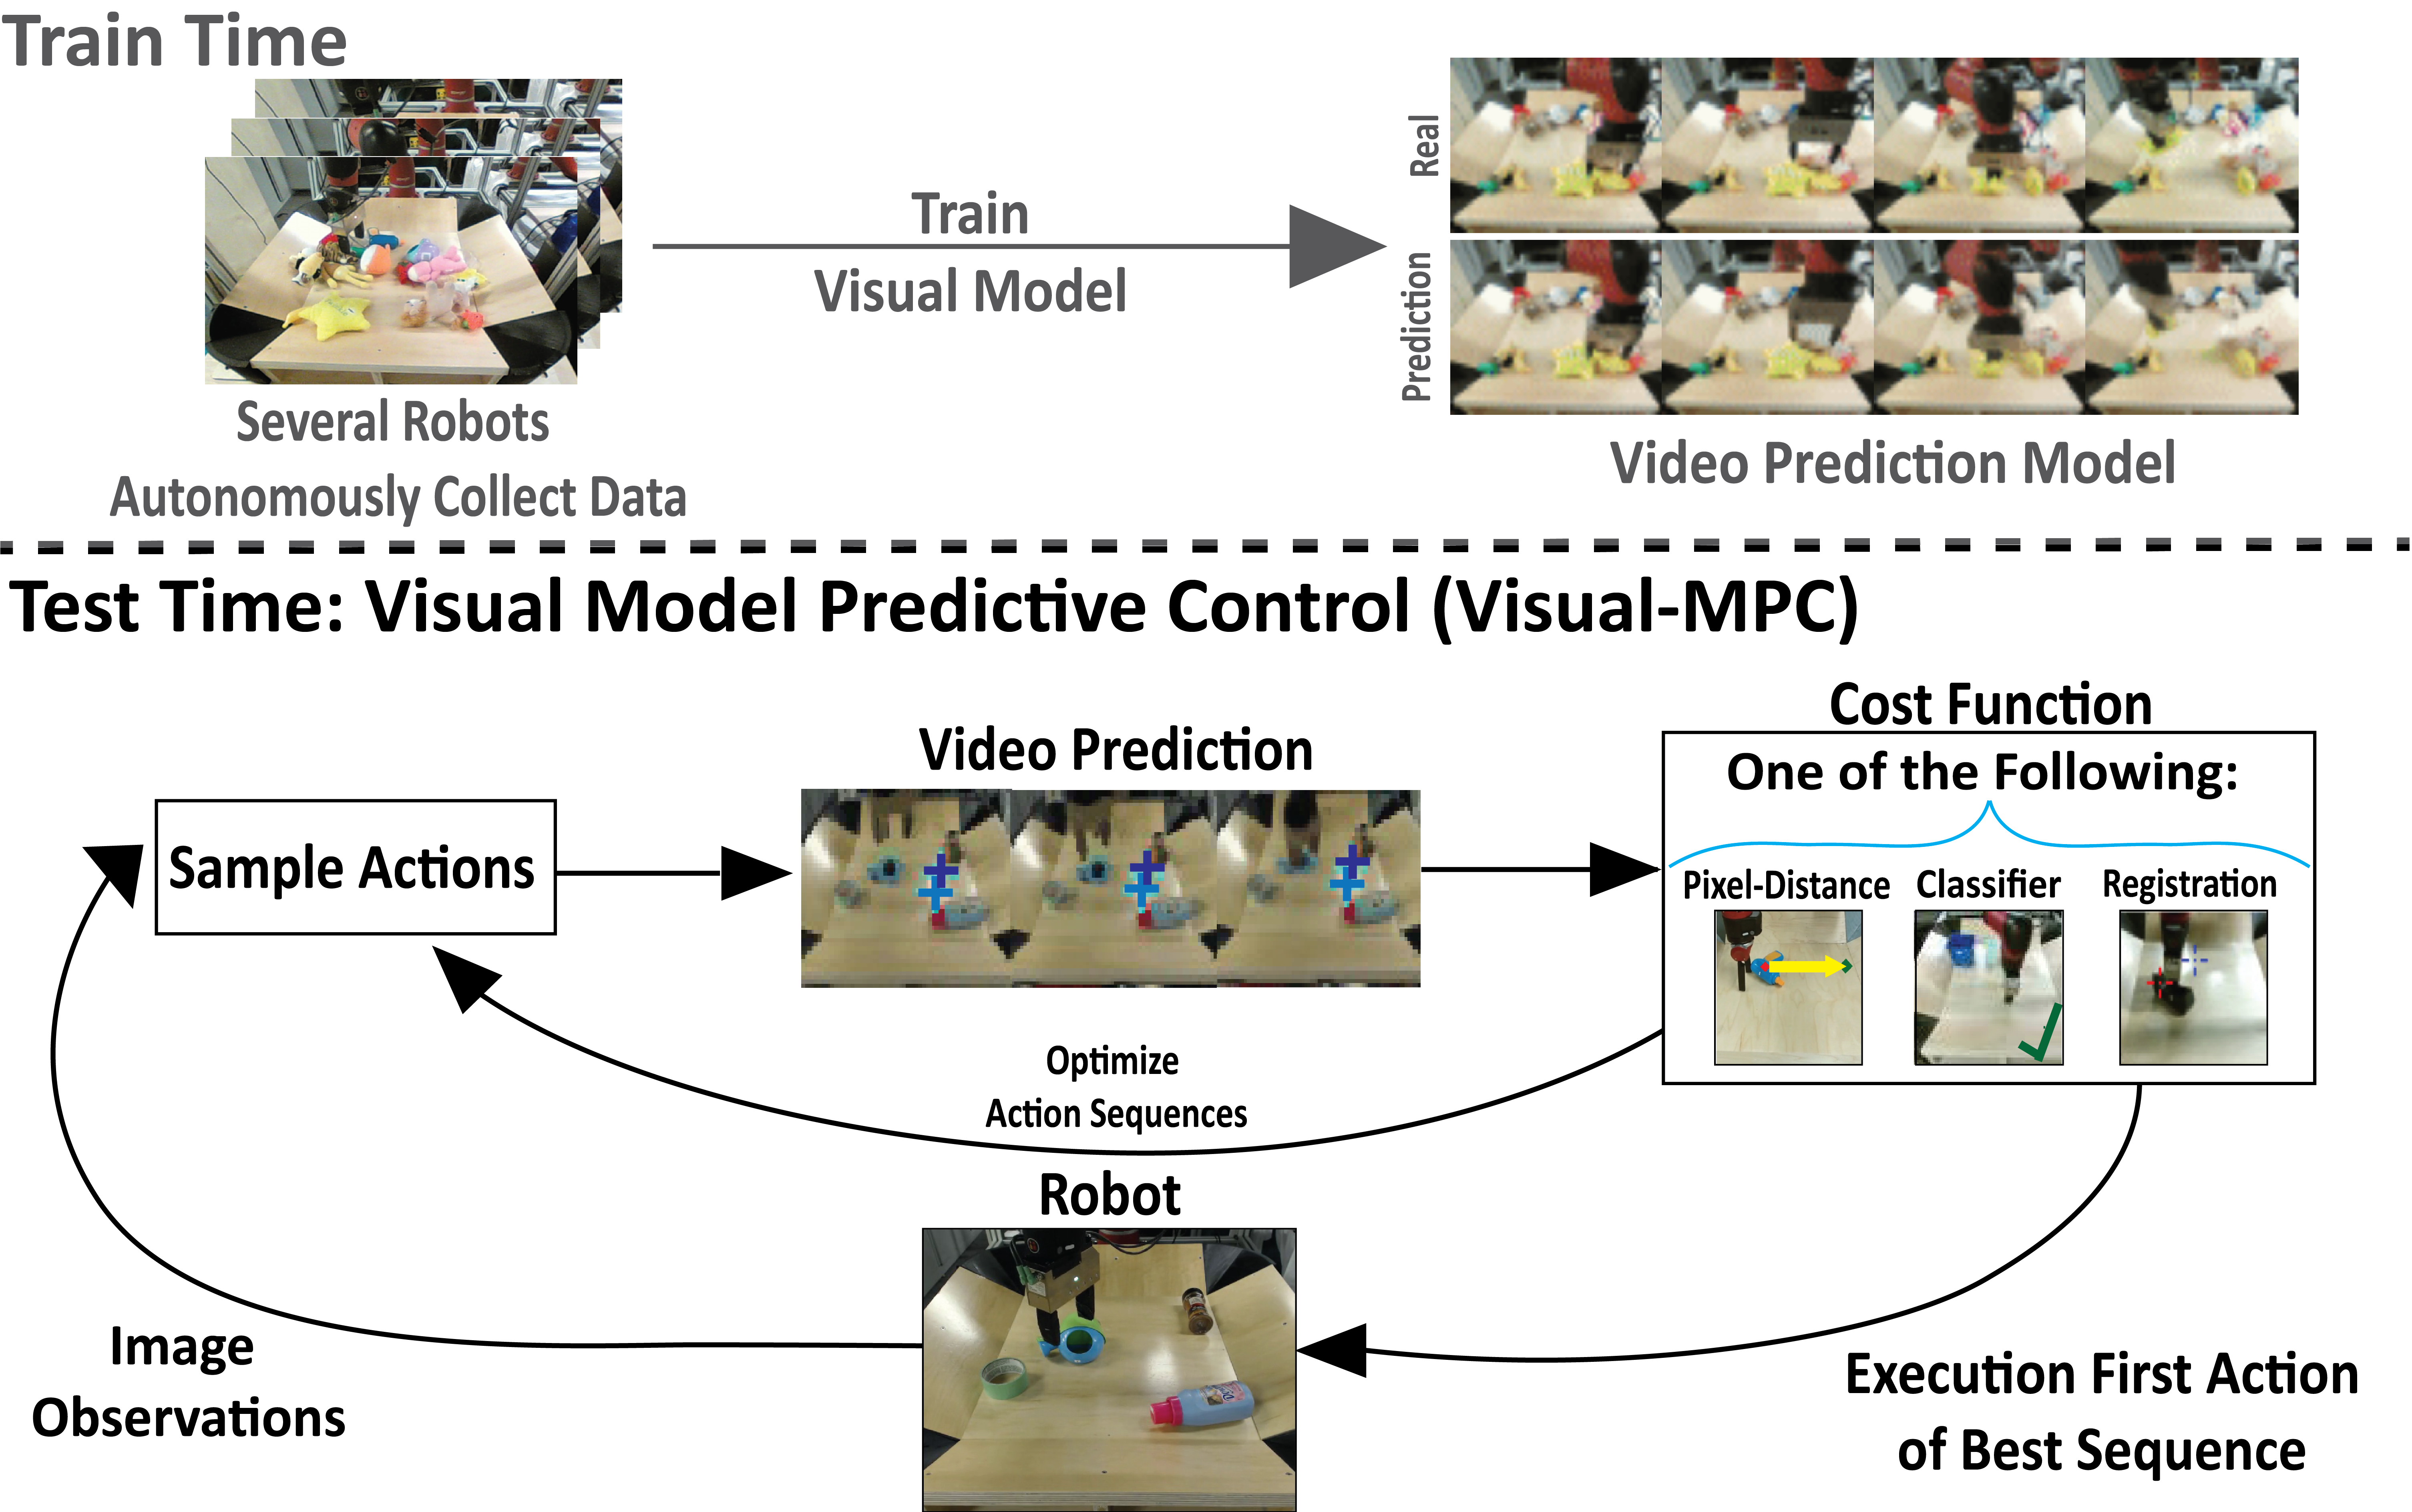 Train Time
Real
Train
Visual Model
Prediction
Several Robots
Autonomously Collect Data
Video Prediction Model
Test Time: Visual Model Predictive Control (Visual-MPC)
Cost Function
Video Prediction
One of the Following:
Sample Actions
Pixel-Distance
Classifier
Registration
Optimize
Action Sequences
Robot
Image
Observations
Execution First Action
of Best Sequence